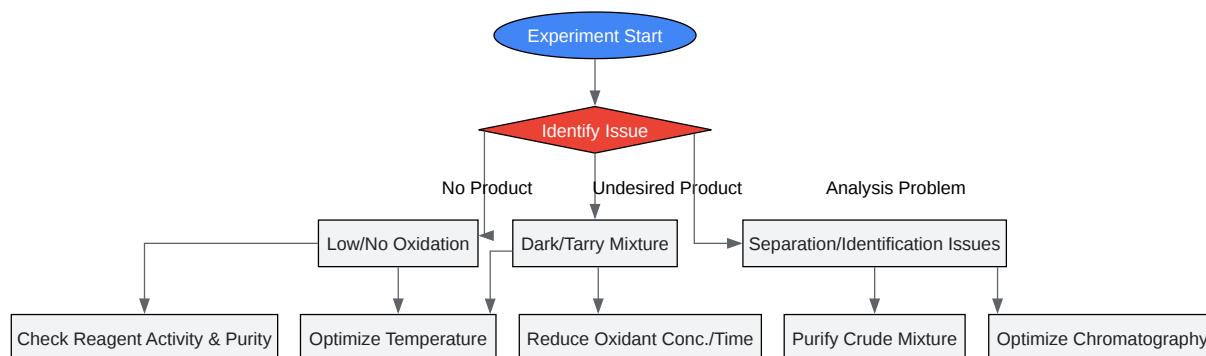 Experiment Start
Identify Issue
No Product
Undesired Product
Analysis Problem
Low/No Oxidation
Dark/Tarry Mixture
Separation/Identification Issues
Check Reagent Activity & Purity
Optimize Temperature
Reduce Oxidant Conc./Time
Purify Crude Mixture
Optimize Chromatography